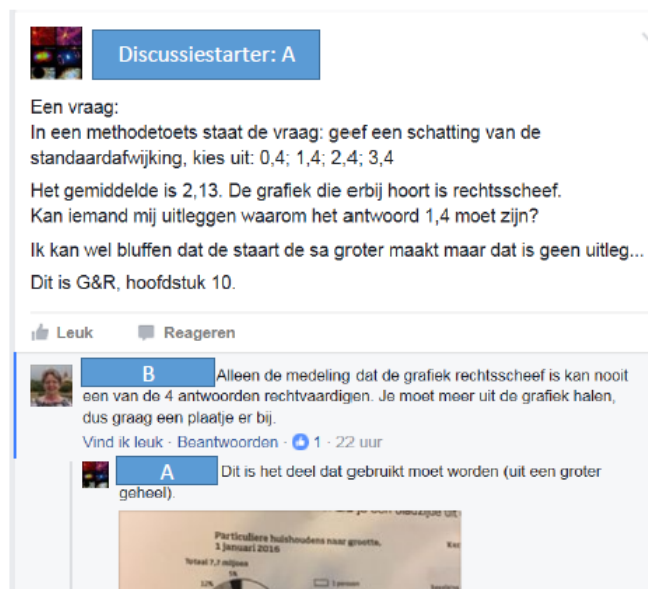 Discussiestarter: A
Een vraag:
In een methodetoets staat de vraag: geef een schatting van de
standaardafwijking, kies uit: 0,4; 1,4; 2,4; 3,4
Het gemiddelde is 2,13. De grafiek die erbij hoort is rechtsscheef.
Kan iemand mij uitleggen waarom het antwoord 1,4 moet zijn?
Ik kan wel bluffen dat de staart de sa groter maakt maar dat is geen uitleg...
Dit is G&R, hoofdstuk 10.
Leuk Reageren
B Alleen de medeling dat de grafiek rechtsscheef is kan nooit
een van de 4 antwoorden rechtvaardigen. Je moet meer uit de grafiek halen,
dus graag een plaatje er bij.
Vind ik leuk · Beantwoorden · 1 · 22 uur
A Dit is het deel dat gebruikt moet worden (uit een groter
geheel).
Particuliere huishoudens naar grootte,
1 januari 2016
Totaal 7,7 miljoen
5%
12%
1 persoon